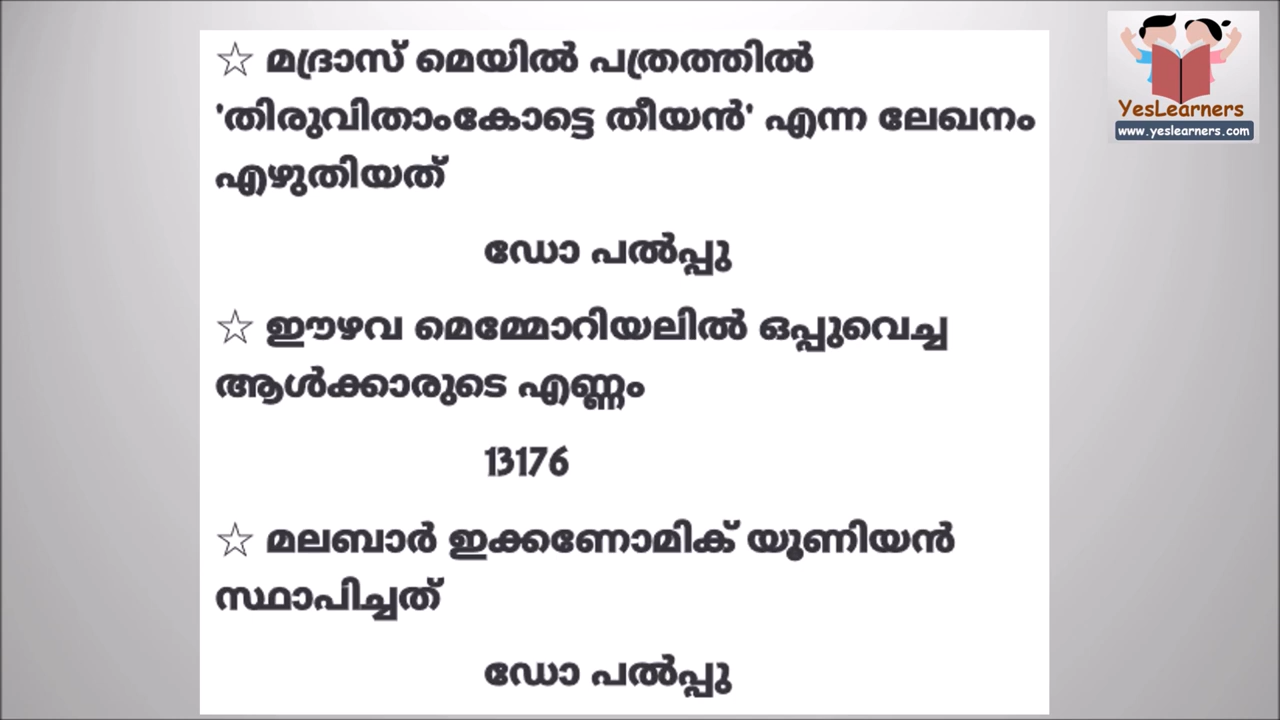 ☆ മദ്രാസ് മെയിൽ പത്രത്തിൽ
'തിരുവിതാംകോട്ടെ തീയൻ' എന്ന ലേഖനം
എഴുതിയത്
ഡോ പൽപ്പു
☆ ഈഴവ മെമ്മോറിയലിൽ ഒപ്പുവെച്ച
ആൾക്കാരുടെ എണ്ണം
13176
☆ മലബാർ ഇക്കണോമിക് യൂണിയൻ
സ്ഥാപിച്ചത്
ഡോ പൽപ്പു
YesLearners
www.yeslearners.com